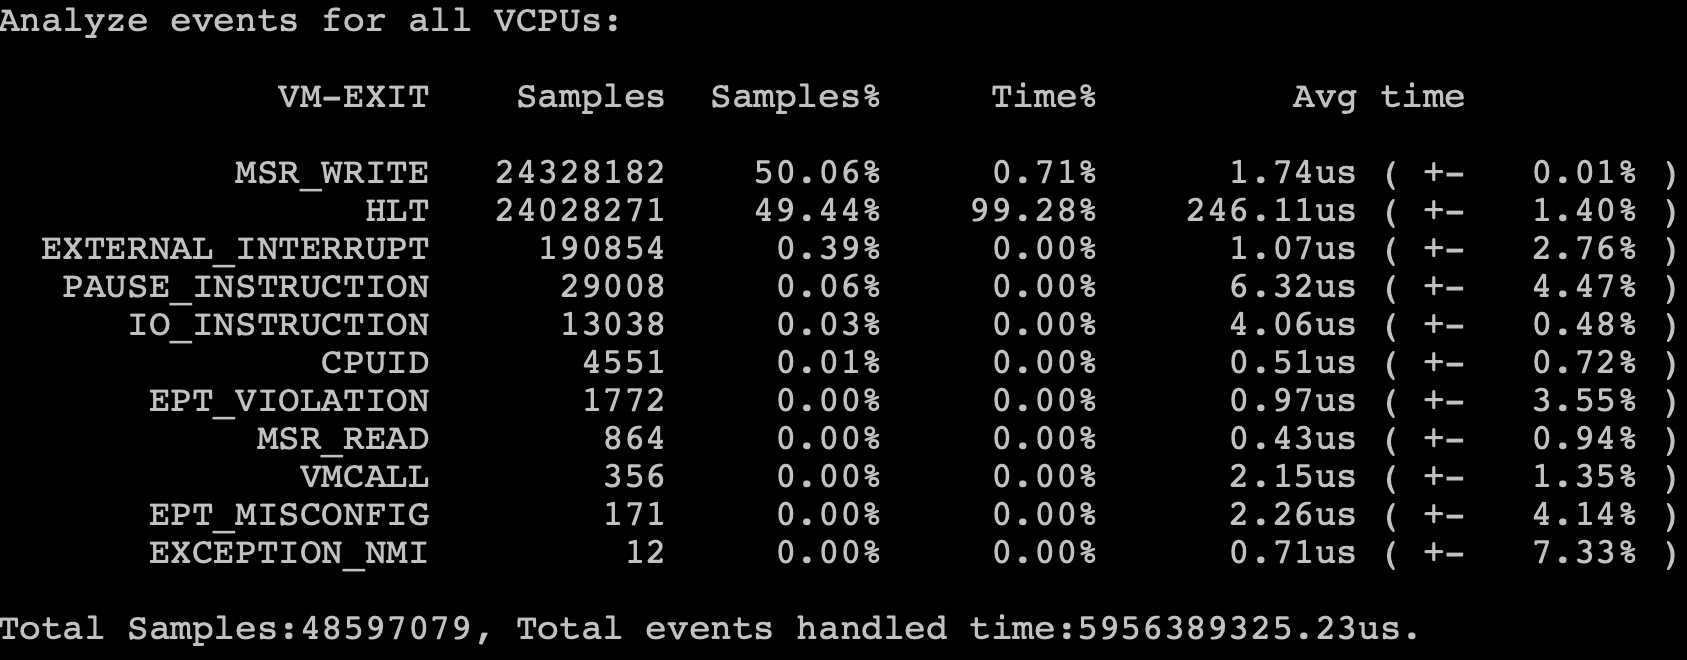 Analyze events for all VCPUs:
VM-EXIT Samples Samples% Time% Avg time
MSR_WRITE 24328182 50.06% 0.71% 1.74us ( +- 0.01% )
HLT 24028271 49.44% 99.28% 246.11us ( +- 1.40% )
EXTERNAL_INTERRUPT 190854 0.39% 0.00% 1.07us ( +- 2.76% )
PAUSE_INSTRUCTION 29008 0.06% 0.00% 6.32us ( +- 4.47% )
IO_INSTRUCTION 13038 0.03% 0.00% 4.06us ( +- 0.48% )
CPUID 4551 0.01% 0.00% 0.51us ( +- 0.72% )
EPT_VIOLATION 1772 0.00% 0.00% 0.97us ( +- 3.55% )
MSR_READ 864 0.00% 0.00% 0.43us ( +- 0.94% )
VMCALL 356 0.00% 0.00% 2.15us ( +- 1.35% )
EPT_MISCONFIG 171 0.00% 0.00% 2.26us ( +- 4.14% )
EXCEPTION_NMI 12 0.00% 0.00% 0.71us ( +- 7.33% )
Total Samples:48597079, Total events handled time:5956389325.23us.